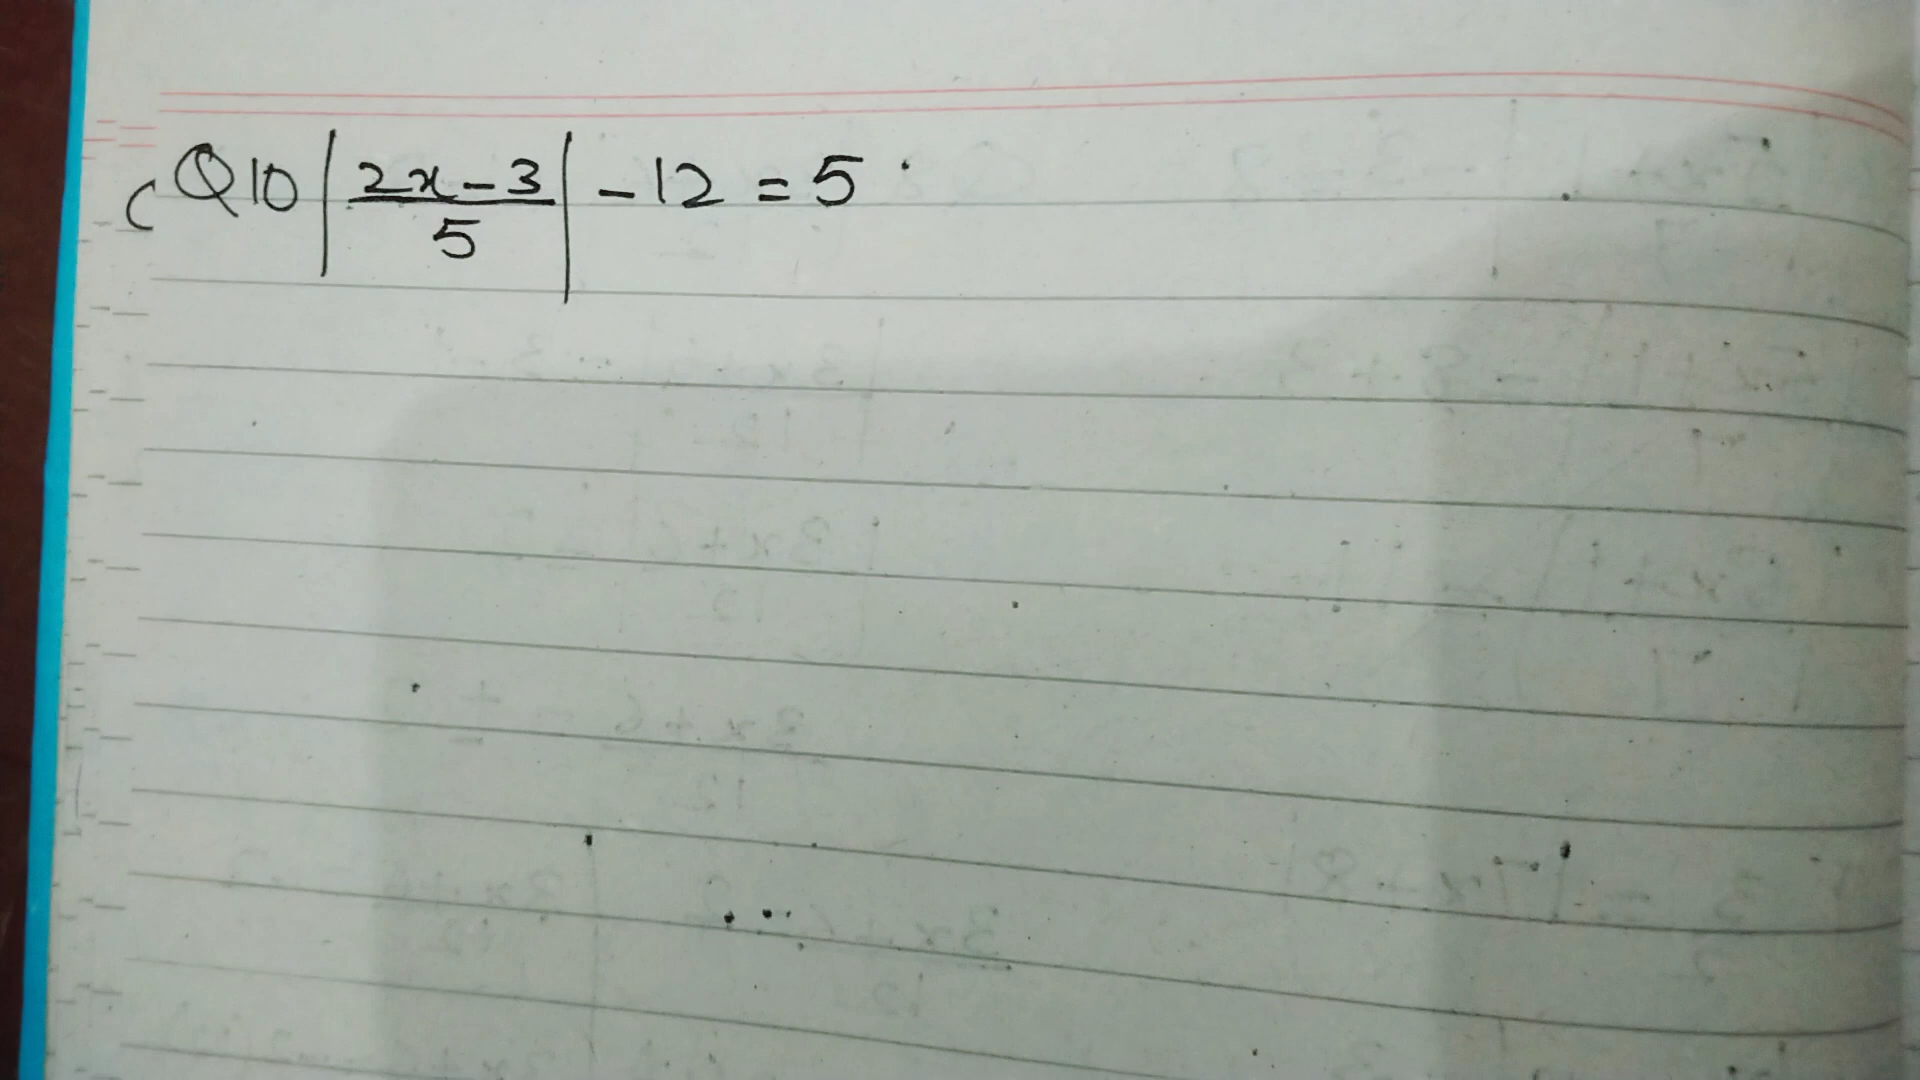 Q10 |(2x-3)/5| - 12 = 5